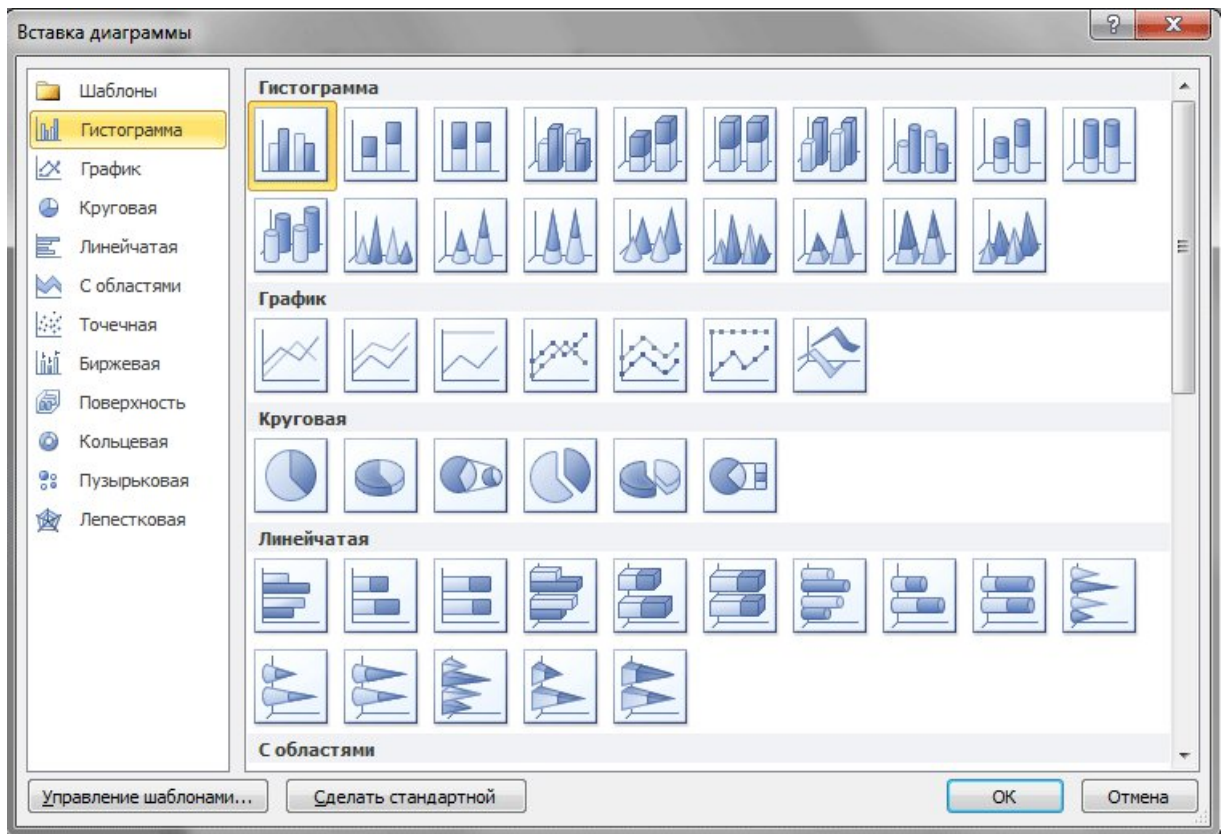 Вставка диаграммы
Шаблоны
Гистограмма
График
Круговая
Линейчатая
С областями
Точечная
Биржевая
Поверхность
Кольцевая
Пузырьковая
Лепестковая
Гистограмма
График
Круговая
Линейчатая
С областями
Управление шаблонами...
Сделать стандартной
ОК
Отмена